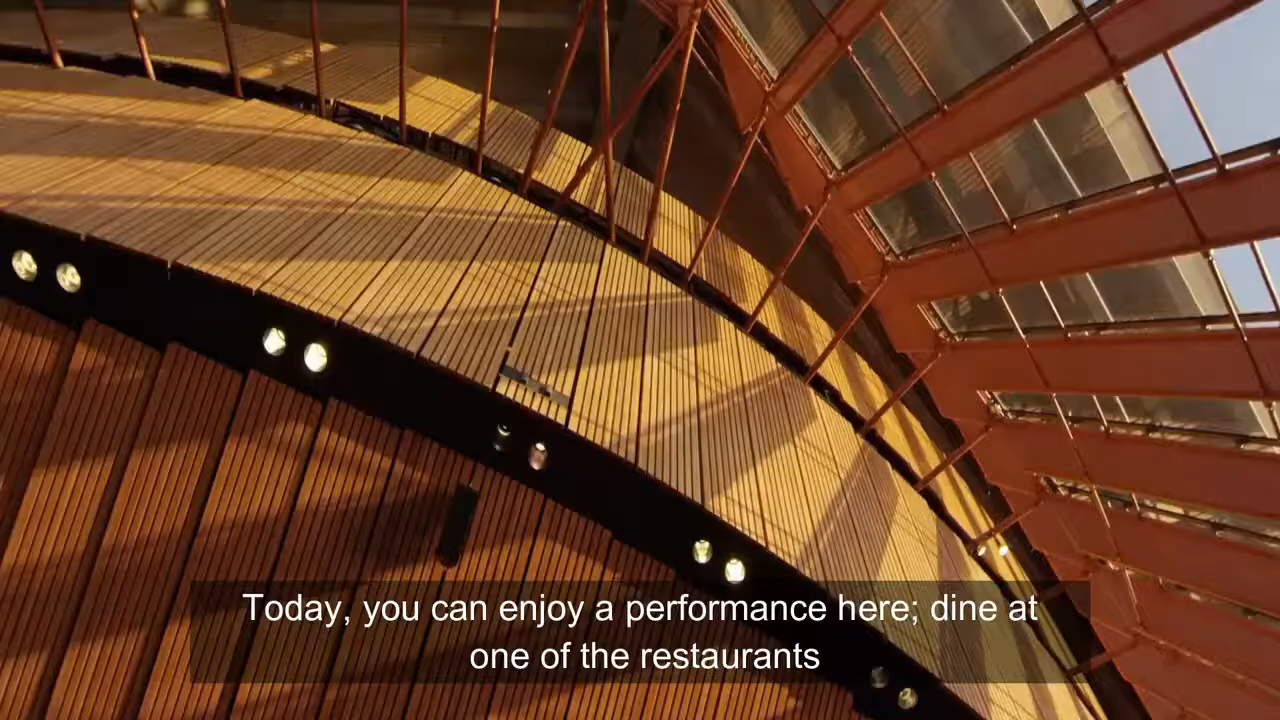 Today, you can enjoy a performance here; dine at
one of the restaurants